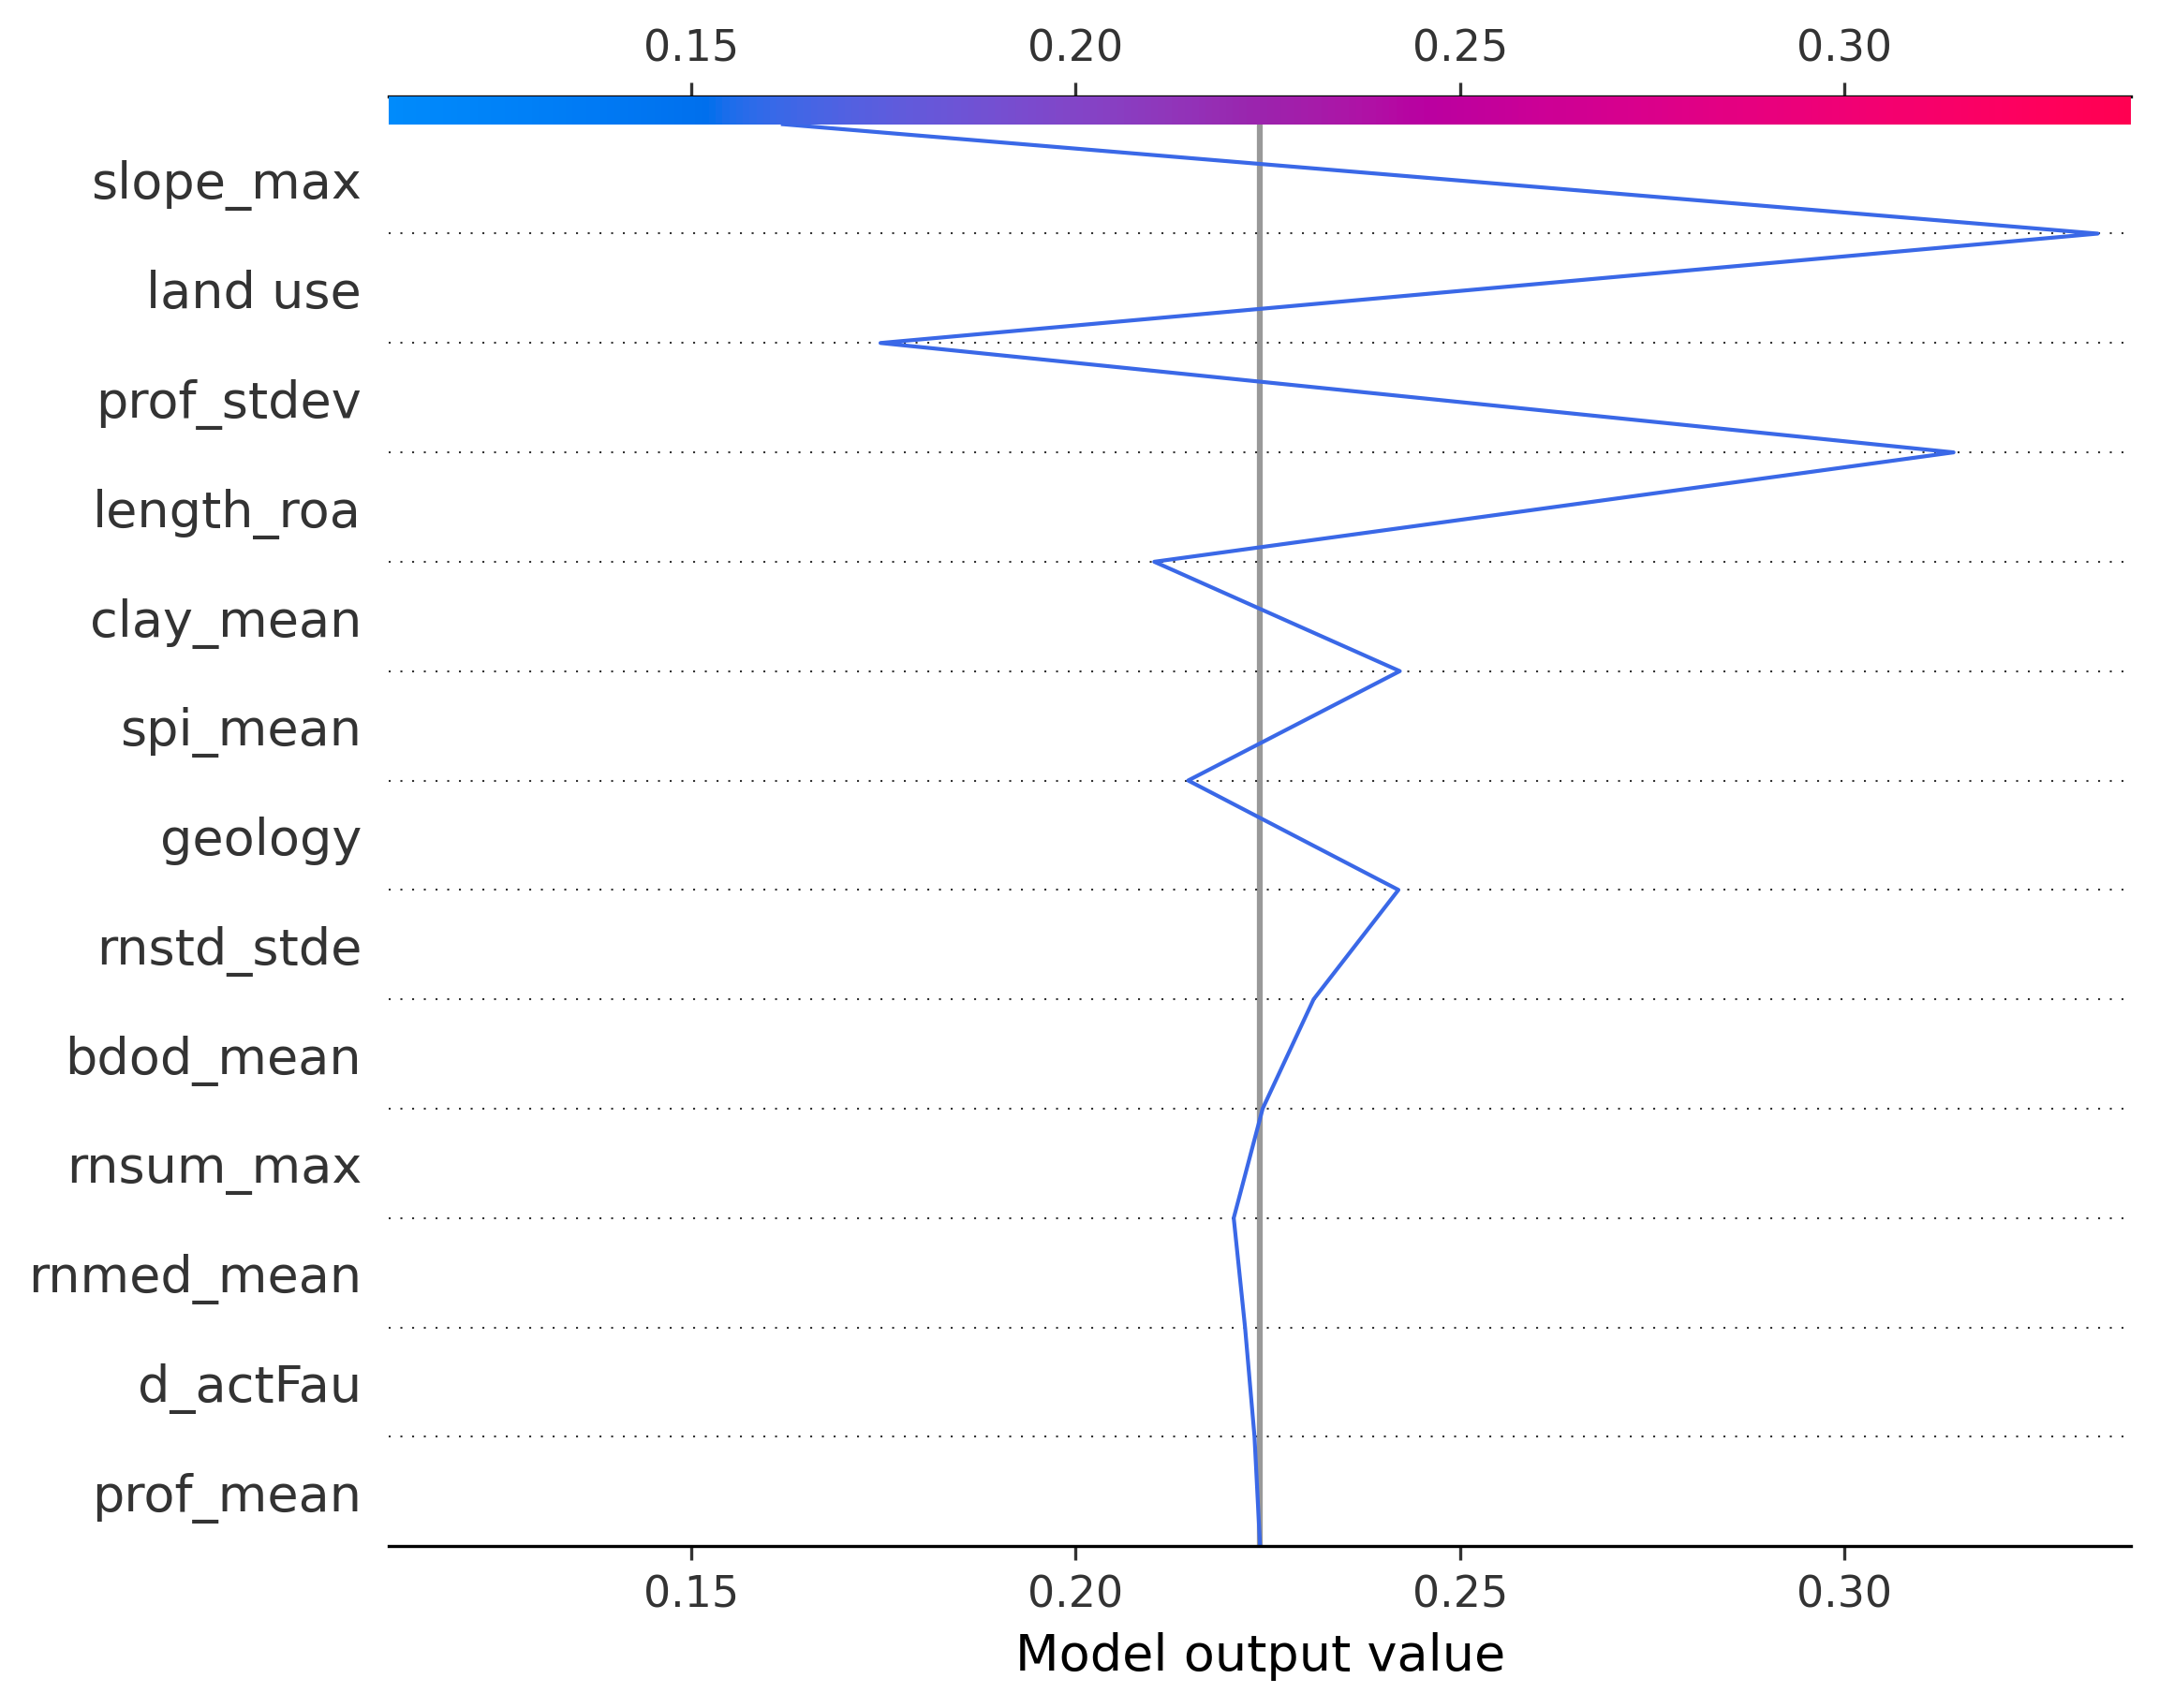 0.15 0.20 0.25 0.30
slope_max
land use
prof_stdev
length_roa
clay_mean
spi_mean
geology
rnstd_stde
bdod_mean
rnsum_max
rnmed_mean
d_actFau
prof_mean
0.15 0.20 0.25 0.30
Model output value